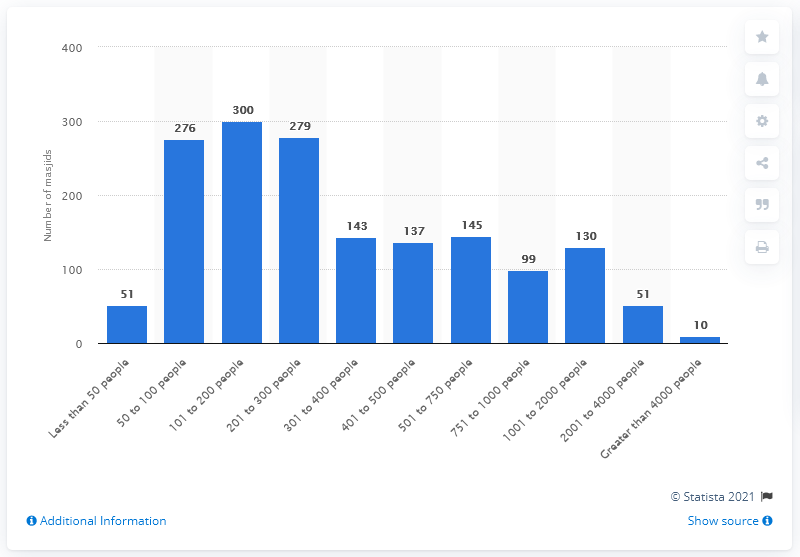 400
300
200
100
0
Number of masjids
51
276
300
279
143
137
145
99
130
51
10
Less than 50 people
50 to 100 people
101 to 200 people
201 to 300 people
301 to 400 people
401 to 500 people
501 to 750 people
751 to 1000 people
1001 to 2000 people
2001 to 4000 people
Greater than 4000 people
© Statista 2021
Additional Information
Show source